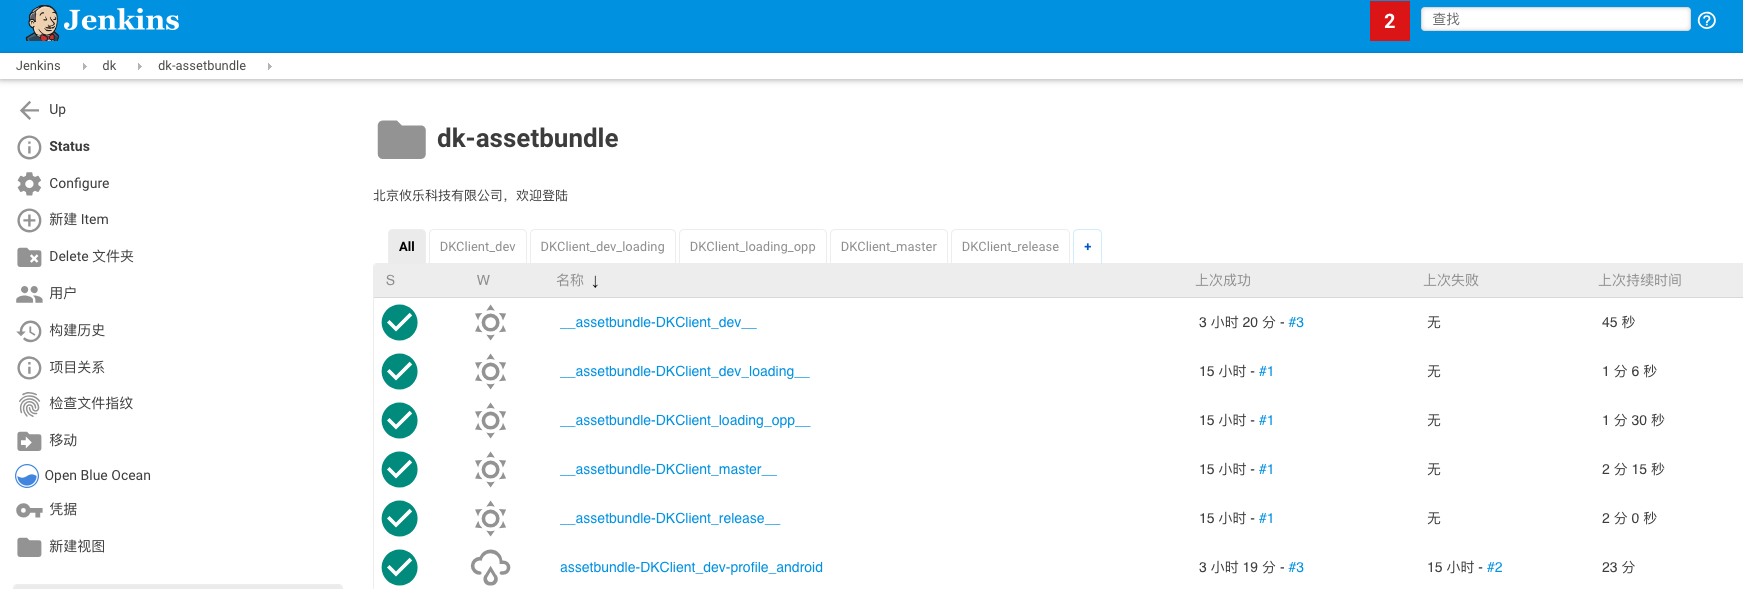 Jenkins
2
查找
Jenkins dk dk-assetbundle
Up
Status
Configure
新建 Item
Delete 文件夹
用户
构建历史
项目关系
检查文件指纹
移动
Open Blue Ocean
凭据
新建视图
dk-assetbundle
北京攸乐科技有限公司，欢迎登陆
All DKClient_dev DKClient_dev_loading DKClient_loading_opp DKClient_master DKClient_release +
S W 名称 ↓ 上次成功 上次失败 上次持续时间
__assetbundle-DKClient_dev__ 3 小时 20 分 - #3 无 45 秒
__assetbundle-DKClient_dev_loading__ 15 小时 - #1 无 1 分 6 秒
__assetbundle-DKClient_loading_opp__ 15 小时 - #1 无 1 分 30 秒
__assetbundle-DKClient_master__ 15 小时 - #1 无 2 分 15 秒
__assetbundle-DKClient_release__ 15 小时 - #1 无 2 分 0 秒
assetbundle-DKClient_dev-profile_android 3 小时 19 分 - #3 15 小时 - #2 23 分